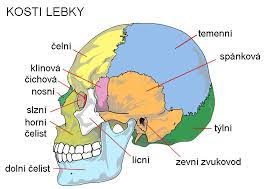 KOSTI LEBKY
čelní
klínová
čichová
nosní
slzní
horní
čelist
dolní čelist
temenní
spánková
týlní
zevní zvukovod
lícní